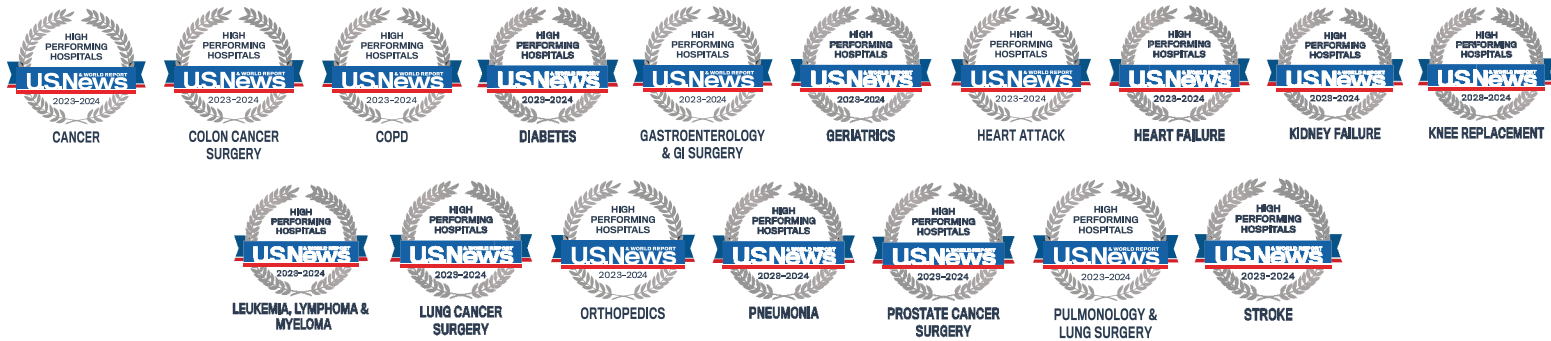 HIGH
PERFORMING
HOSPITALS
U.S.News & WORLD REPORT
2023–2024
CANCER
HIGH
PERFORMING
HOSPITALS
U.S.News & WORLD REPORT
2023–2024
COLON CANCER
SURGERY
HIGH
PERFORMING
HOSPITALS
U.S.News & WORLD REPORT
2023–2024
COPD
HIGH
PERFORMING
HOSPITALS
U.S.News & WORLD REPORT
2023–2024
DIABETES
HIGH
PERFORMING
HOSPITALS
U.S.News & WORLD REPORT
2023–2024
GASTROENTEROLOGY
& GI SURGERY
HIGH
PERFORMING
HOSPITALS
U.S.News & WORLD REPORT
2023–2024
GERIATRICS
HIGH
PERFORMING
HOSPITALS
U.S.News & WORLD REPORT
2023–2024
HEART ATTACK
HIGH
PERFORMING
HOSPITALS
U.S.News & WORLD REPORT
2023–2024
HEART FAILURE
HIGH
PERFORMING
HOSPITALS
U.S.News & WORLD REPORT
2023–2024
KIDNEY FAILURE
HIGH
PERFORMING
HOSPITALS
U.S.News & WORLD REPORT
2023–2024
KNEE REPLACEMENT
HIGH
PERFORMING
HOSPITALS
U.S.News & WORLD REPORT
2023–2024
LEUKEMIA, LYMPHOMA &
MYELOMA
HIGH
PERFORMING
HOSPITALS
U.S.News & WORLD REPORT
2023–2024
LUNG CANCER
SURGERY
HIGH
PERFORMING
HOSPITALS
U.S.News & WORLD REPORT
2023–2024
ORTHOPEDICS
HIGH
PERFORMING
HOSPITALS
U.S.News & WORLD REPORT
2023–2024
PNEUMONIA
HIGH
PERFORMING
HOSPITALS
U.S.News & WORLD REPORT
2023–2024
PROSTATE CANCER
SURGERY
HIGH
PERFORMING
HOSPITALS
U.S.News & WORLD REPORT
2023–2024
PULMONOLOGY &
LUNG SURGERY
HIGH
PERFORMING
HOSPITALS
U.S.News & WORLD REPORT
2023–2024
STROKE